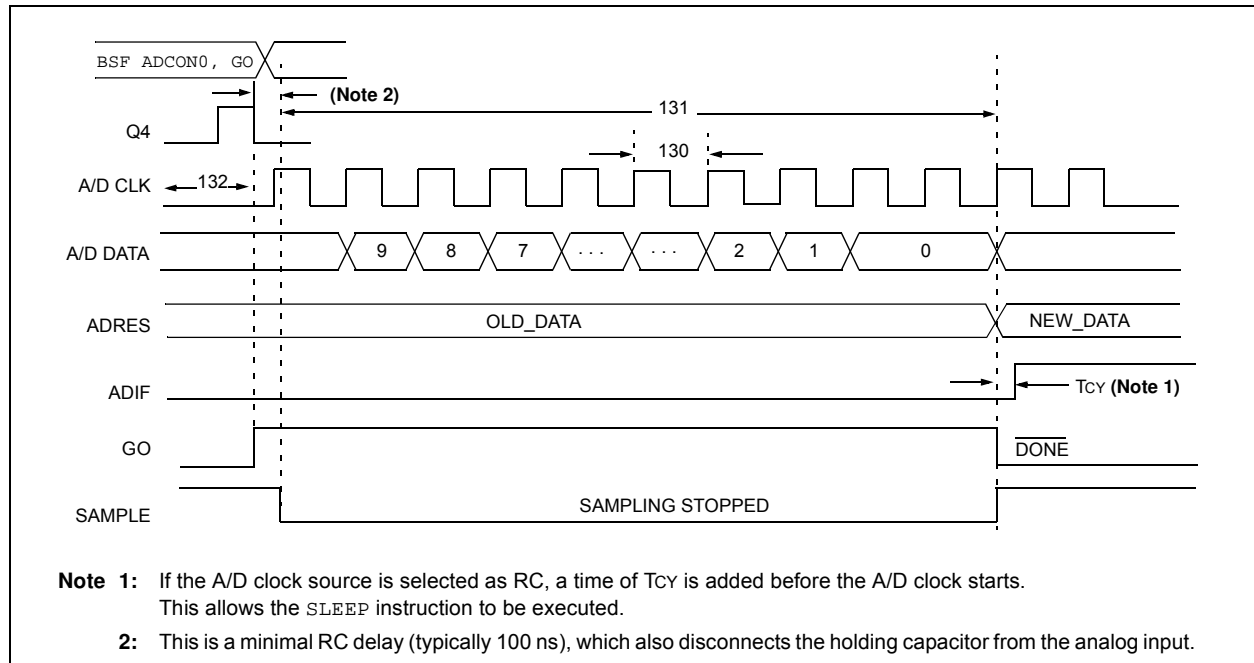 BSF ADCON0, GO
(Note 2)
131
Q4
130
A/D CLK
132
A/D DATA
9 8 7 . . . . . . 2 1 0
ADRES
OLD_DATA
NEW_DATA
ADIF
TCY (Note 1)
GO
DONE
SAMPLE
SAMPLING STOPPED
Note 1: If the A/D clock source is selected as RC, a time of TCY is added before the A/D clock starts.
This allows the SLEEP instruction to be executed.
2: This is a minimal RC delay (typically 100 ns), which also disconnects the holding capacitor from the analog input.